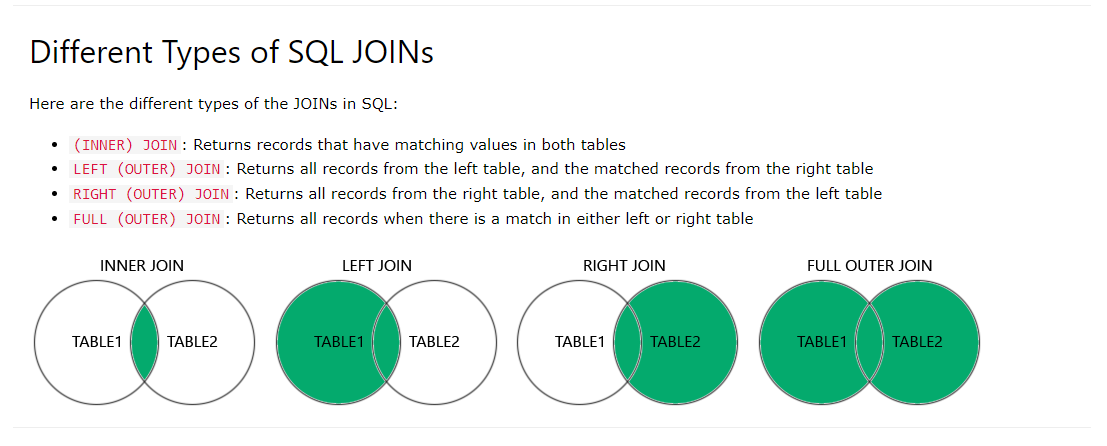 Different Types of SQL JOINs
Here are the different types of the JOINs in SQL:
(INNER) JOIN: Returns records that have matching values in both tables
LEFT (OUTER) JOIN: Returns all records from the left table, and the matched records from the right table
RIGHT (OUTER) JOIN: Returns all records from the right table, and the matched records from the left table
FULL (OUTER) JOIN: Returns all records when there is a match in either left or right table
INNER JOIN LEFT JOIN RIGHT JOIN FULL OUTER JOIN
TABLE1 TABLE2 TABLE1 TABLE2 TABLE1 TABLE2 TABLE1 TABLE2